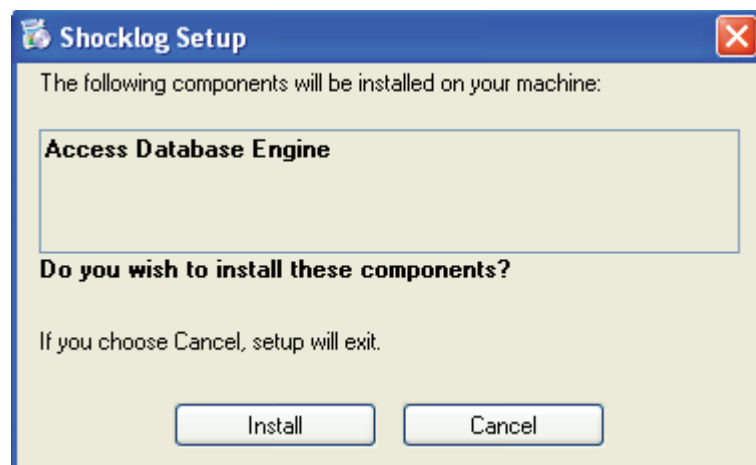 Shocklog Setup
The following components will be installed on your machine:
Access Database Engine
Do you wish to install these components?
If you choose Cancel, setup will exit.
Install
Cancel